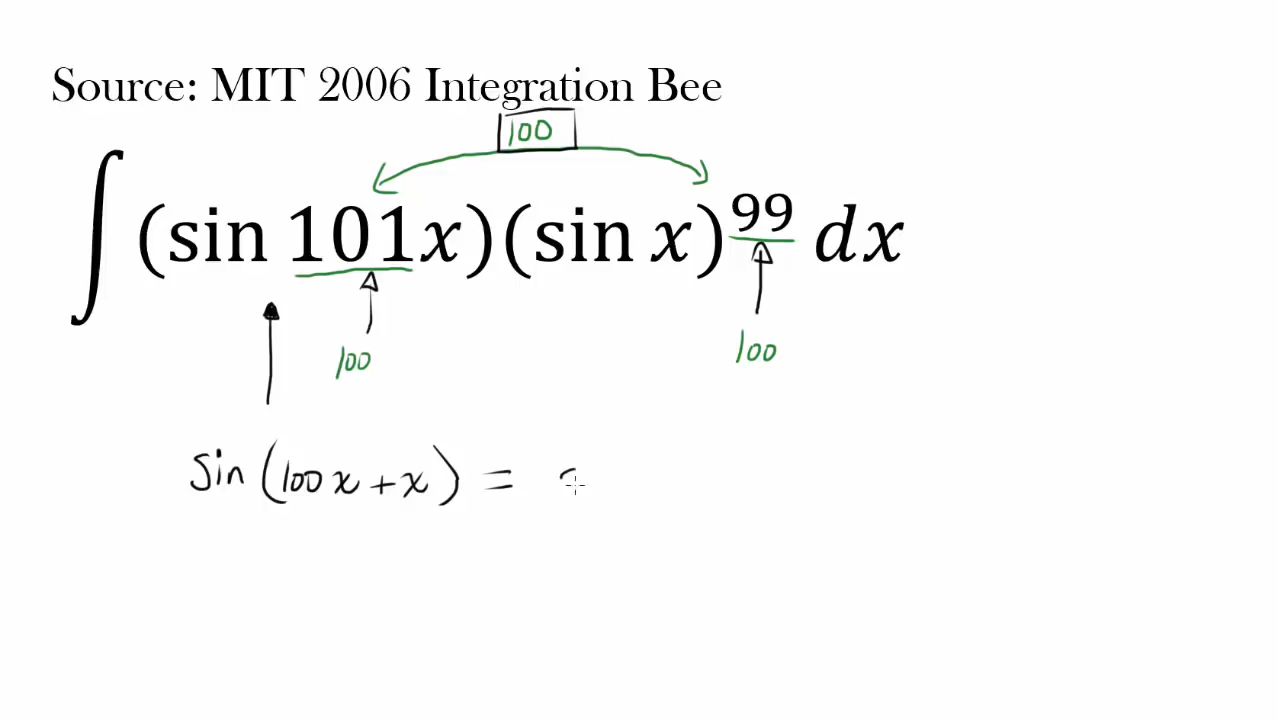 Source: MIT 2006 Integration Bee
100
∫ (sin 101x)(sin x)^99 dx
100 100
sin(100x + x) =